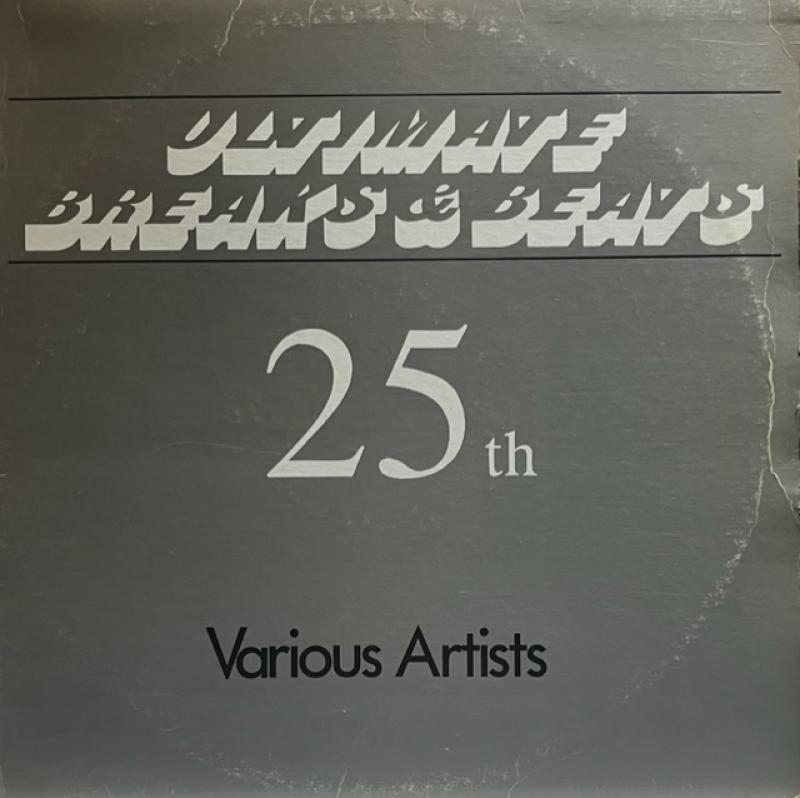 ULTIMATE
BREAKS & BEATS
25th
Various Artists